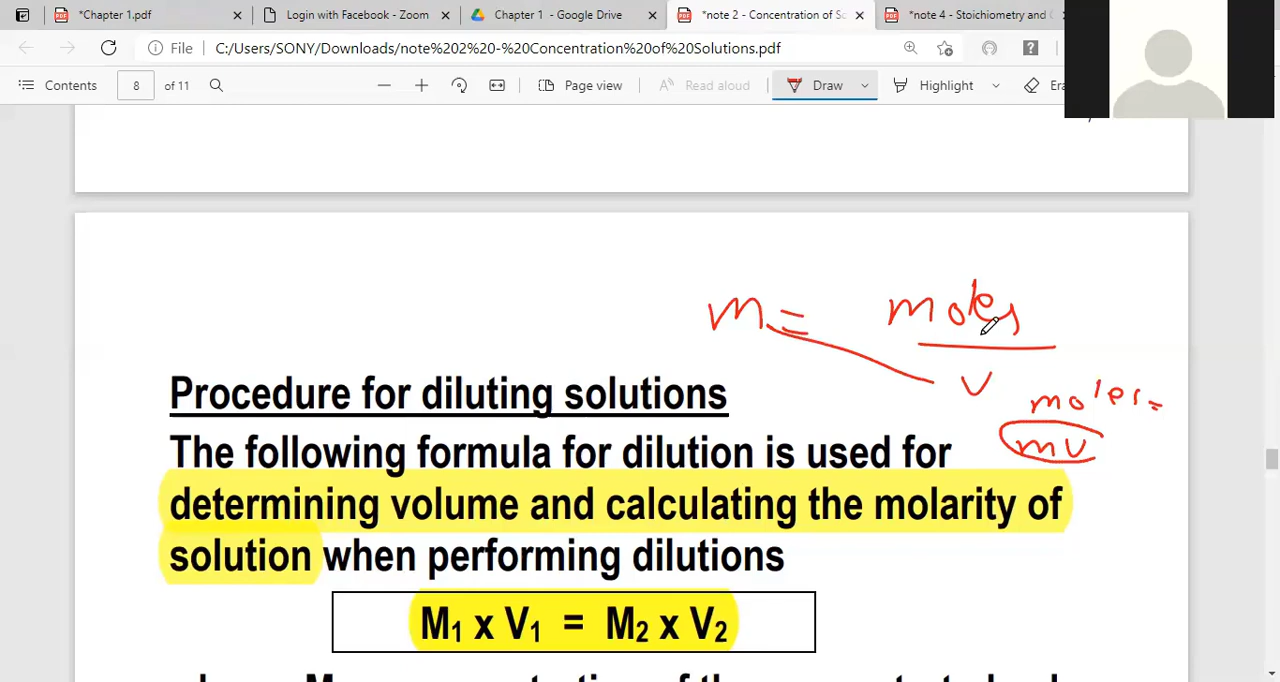 *Chapter 1.pdf
Login with Facebook - Zoom
Chapter 1 - Google Drive
*note 2 - Concentration of S
*note 4 - Stoichiometry and
File
C:/Users/SONY/Downloads/note%202%20-%20Concentration%20of%20Solutions.pdf
Contents
8 of 11
Page view
Read aloud
Draw
Highlight
Era
m = moles
v
moles =
mv
Procedure for diluting solutions
The following formula for dilution is used for
determining volume and calculating the molarity of
solution when performing dilutions
M₁ x V₁ = M₂ x V₂